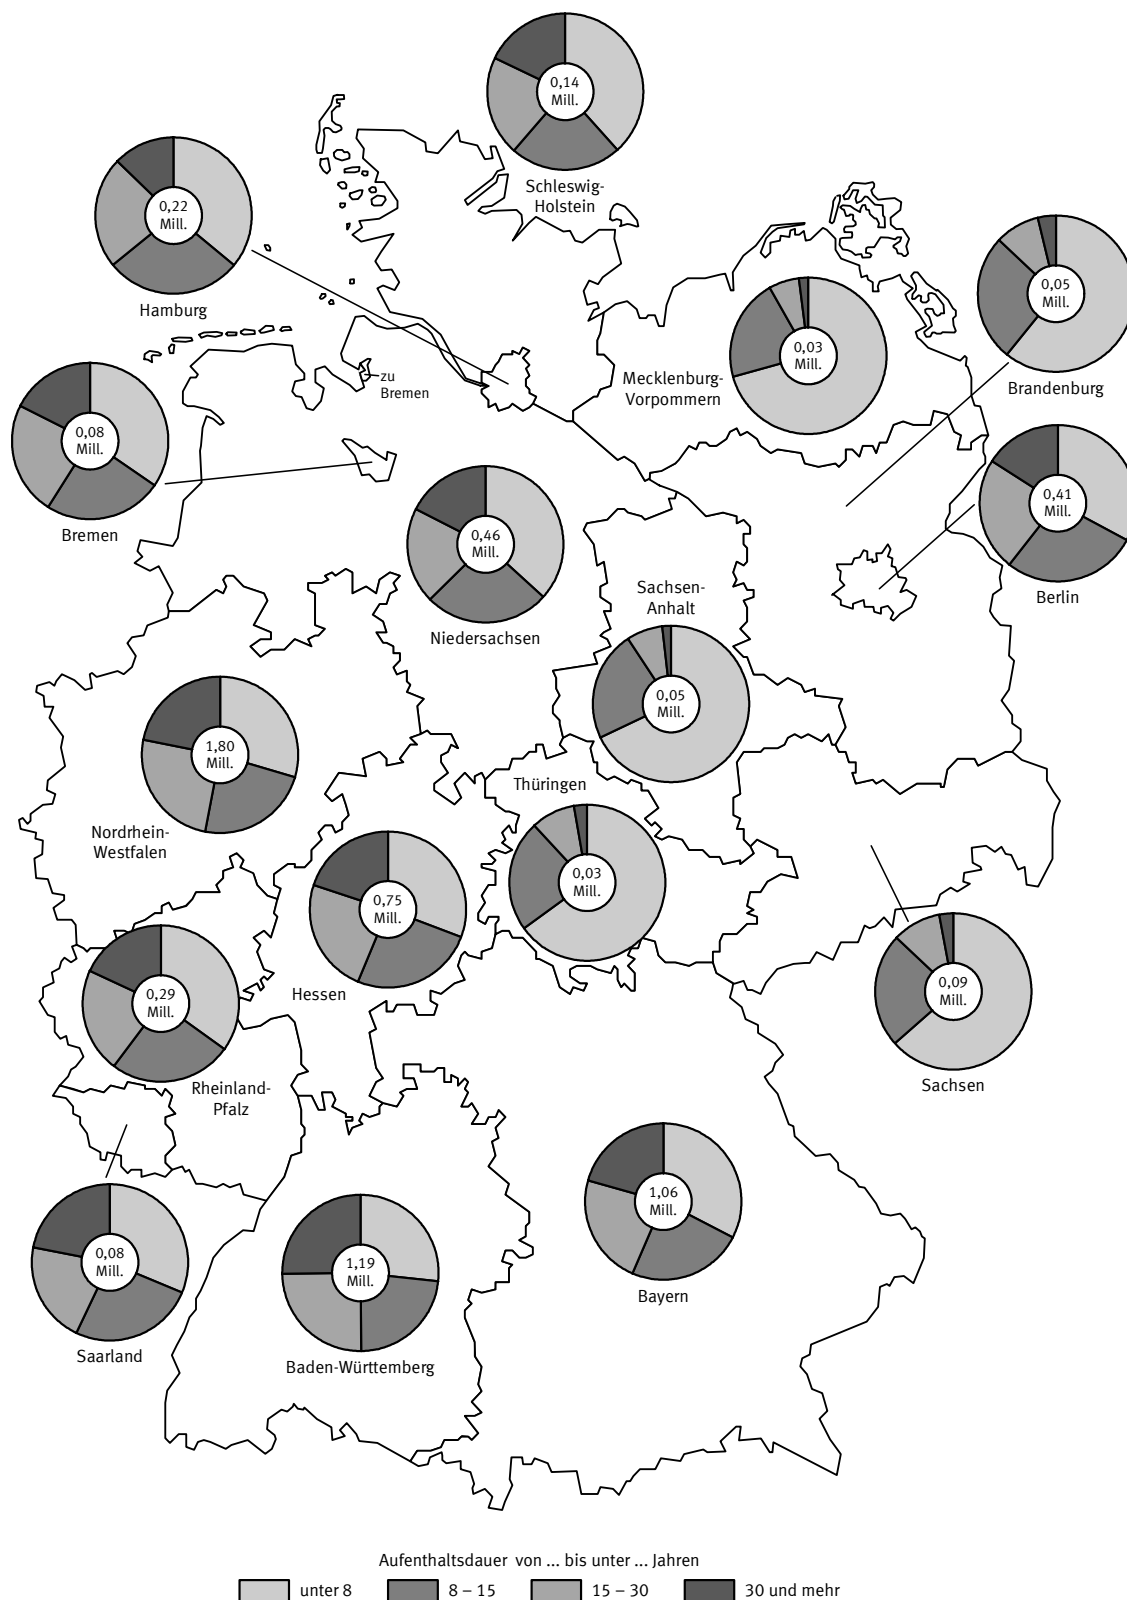 0,14
Mill.
Schleswig-
Holstein
0,22
Mill.
Hamburg
0,05
Mill.
Brandenburg
0,03
Mill.
Mecklenburg-
Vorpommern
zu
Bremen
0,08
Mill.
Bremen
0,46
Mill.
Niedersachsen
0,41
Mill.
Berlin
Sachsen-
Anhalt
0,05
Mill.
1,80
Mill.
Nordrhein-
Westfalen
Thüringen
0,03
Mill.
0,75
Mill.
Hessen
0,29
Mill.
Rheinland-
Pfalz
0,09
Mill.
Sachsen
0,08
Mill.
Saarland
1,19
Mill.
Baden-Württemberg
1,06
Mill.
Bayern
Aufenthaltsdauer von ... bis unter ... Jahren
unter 8 8 – 15 15 – 30 30 und mehr